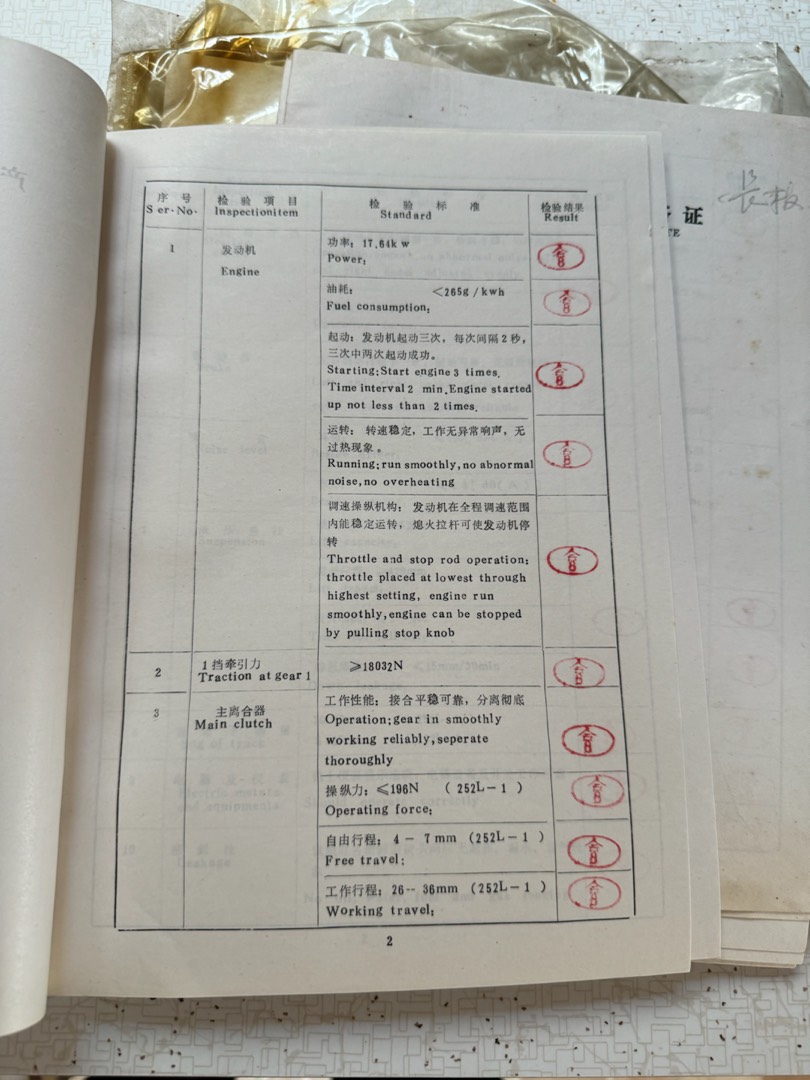 序 号 检 验 项 目 检 验 标 准 检验结果
Ser·No· Inspectionitem Standard Result
1 发动机 功率：17.64kw 合
Engine Power:
油耗： ＜265g/kwh 合
Fuel consumption:
起动：发动机起动三次，每次间隔2秒，
三次中两次起动成功。
Starting:Start engine 3 times. 合
Time interval 2 min.Engine started
up not less than 2 times.
运转：转速稳定，工作无异常响声，无
过热现象。 合
Running:run smoothly,no abnormal
noise,no overheating
调速操纵机构：发动机在全程调速范围
内能稳定运转，熄火拉杆可使发动机停
转
Throttle and stop rod operation: 合
throttle placed at lowest through
highest setting, engine run
smoothly,engine can be stopped
by pulling stop knob
2 1挡牵引力 ≥18032N 合
Traction at gear 1
3 主离合器 工作性能：接合平稳可靠，分离彻底
Main clutch Operation:gear in smoothly
working reliably,seperate 合
thoroughly
操纵力：≤196N （252L－1） 合
Operating force:
自由行程：4－7mm（252L－1） 合
Free travel:
工作行程：26--36mm（252L－1） 合
Working travel:
2
证